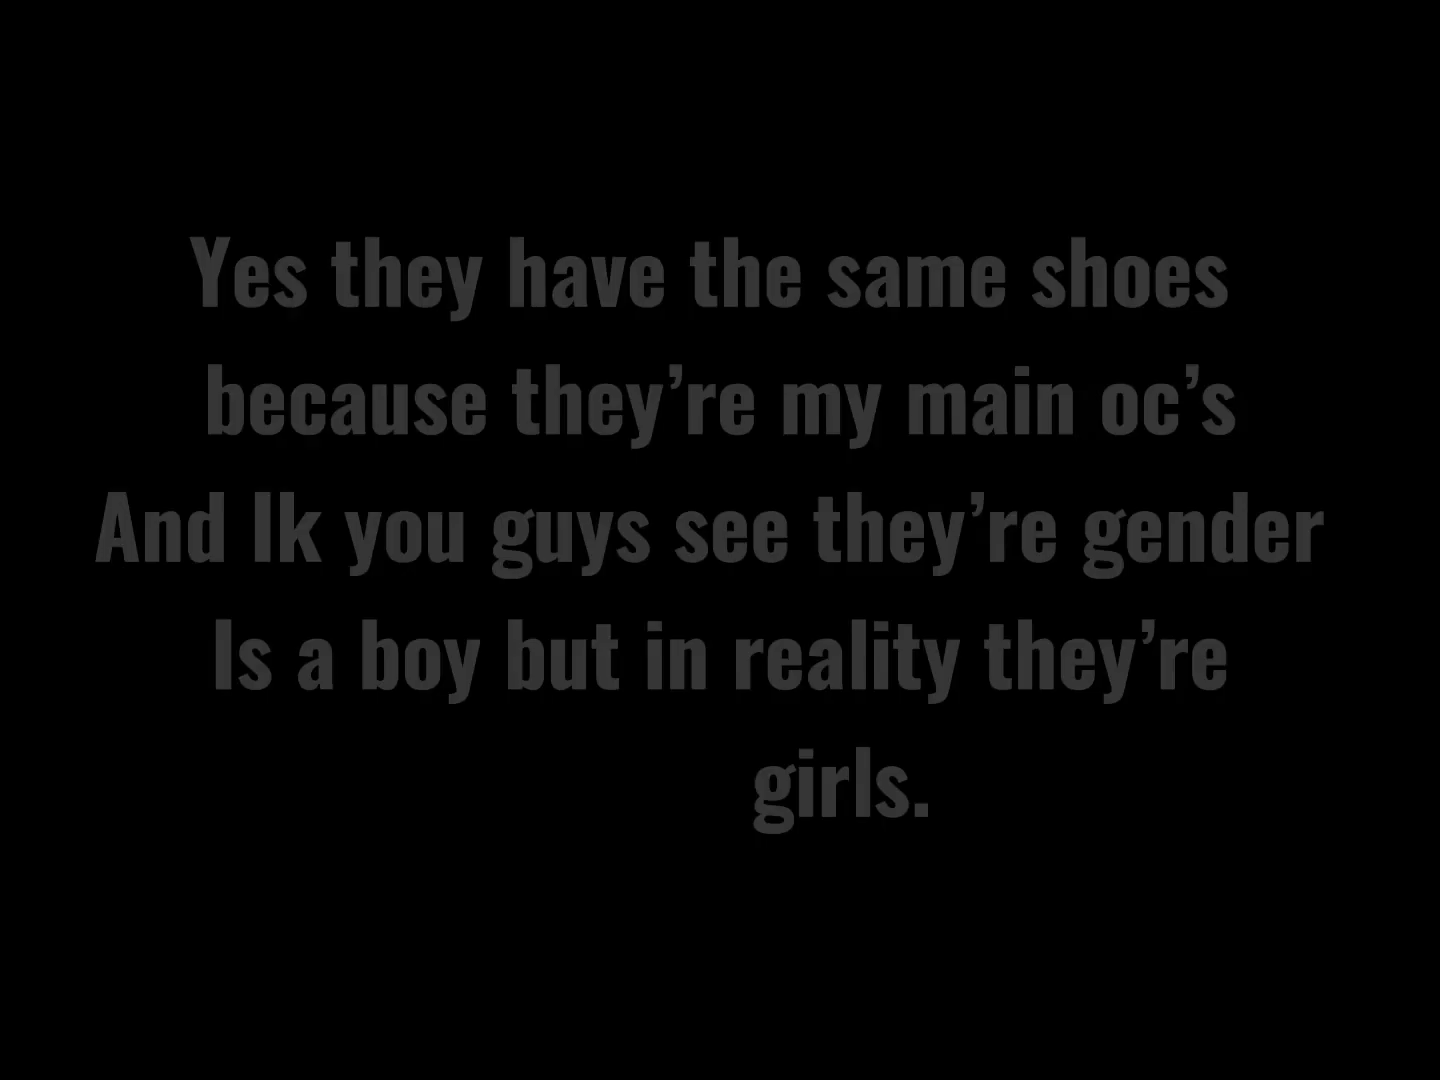 Yes they have the same shoes
because they’re my main oc’s
And Ik you guys see they’re gender
Is a boy but in reality they’re
girls.